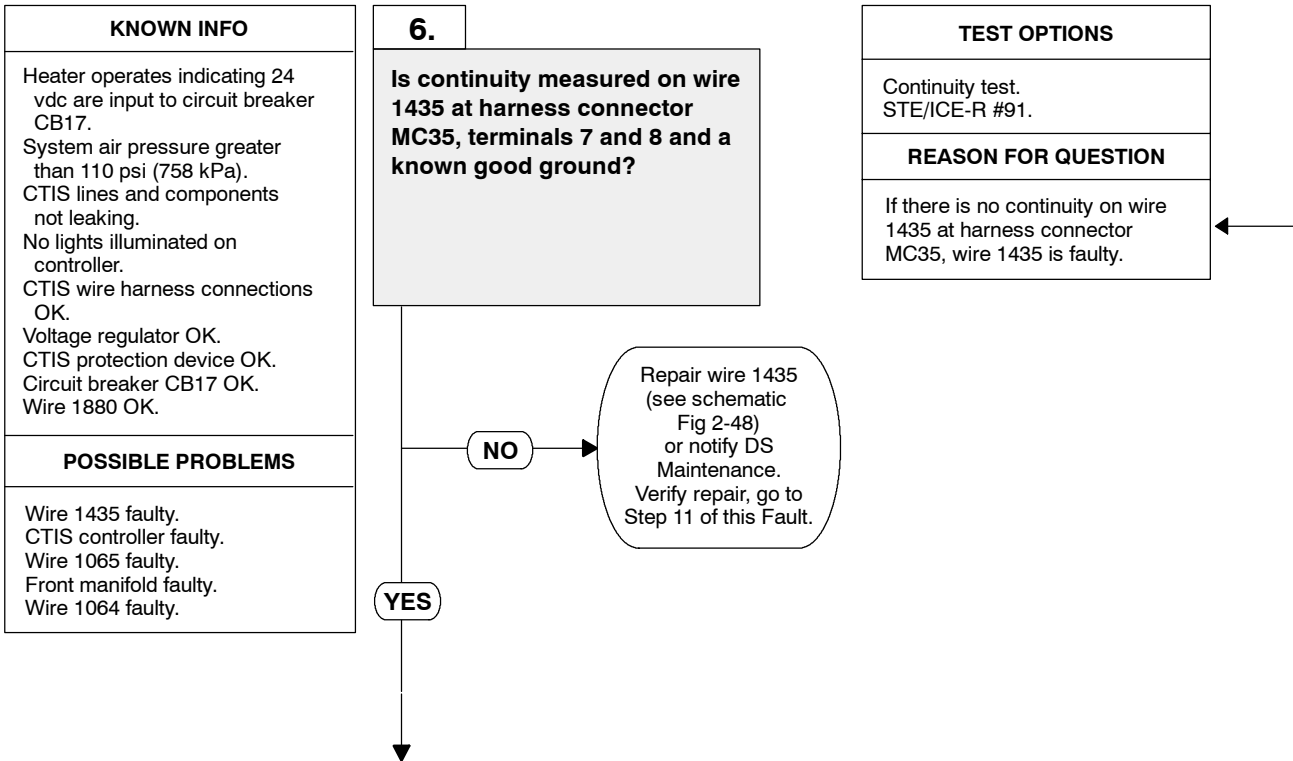 KNOWN INFO
Heater operates indicating 24
vdc are input to circuit breaker
CB17.
System air pressure greater
than 110 psi (758 kPa).
CTIS lines and components
not leaking.
No lights illuminated on
controller.
CTIS wire harness connections
OK.
Voltage regulator OK.
CTIS protection device OK.
Circuit breaker CB17 OK.
Wire 1880 OK.
POSSIBLE PROBLEMS
Wire 1435 faulty.
CTIS controller faulty.
Wire 1065 faulty.
Front manifold faulty.
Wire 1064 faulty.
6.
Is continuity measured on wire
1435 at harness connector
MC35, terminals 7 and 8 and a
known good ground?
NO
Repair wire 1435
(see schematic
Fig 2-48)
or notify DS
Maintenance.
Verify repair, go to
Step 11 of this Fault.
YES
TEST OPTIONS
Continuity test.
STE/ICE-R #91.
REASON FOR QUESTION
If there is no continuity on wire
1435 at harness connector
MC35, wire 1435 is faulty.